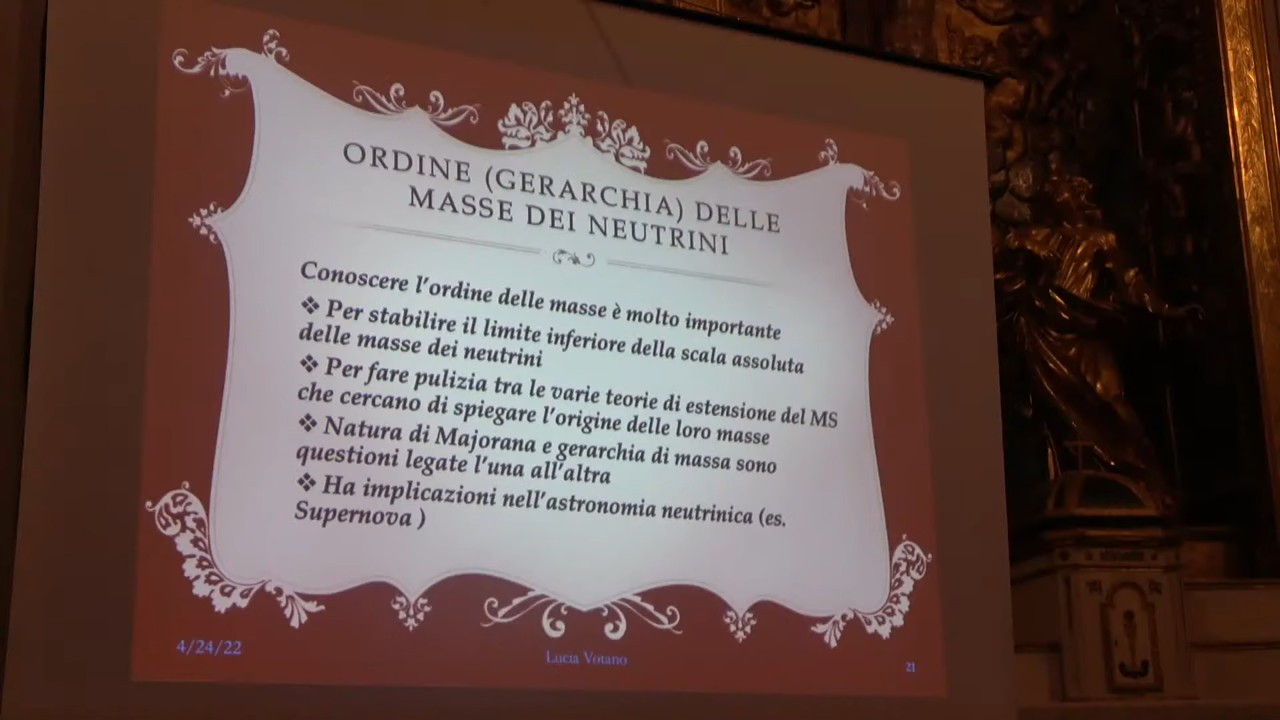 ORDINE (GERARCHIA) DELLE
MASSE DEI NEUTRINI
Conoscere l'ordine delle masse è molto importante
❖ Per stabilire il limite inferiore della scala assoluta
delle masse dei neutrini
❖ Per fare pulizia tra le varie teorie di estensione del MS
che cercano di spiegare l'origine delle loro masse
❖ Natura di Majorana e gerarchia di massa sono
questioni legate l'una all'altra
❖ Ha implicazioni nell'astronomia neutrinica (es.
Supernova )
4/24/22
Lucia Votano
21